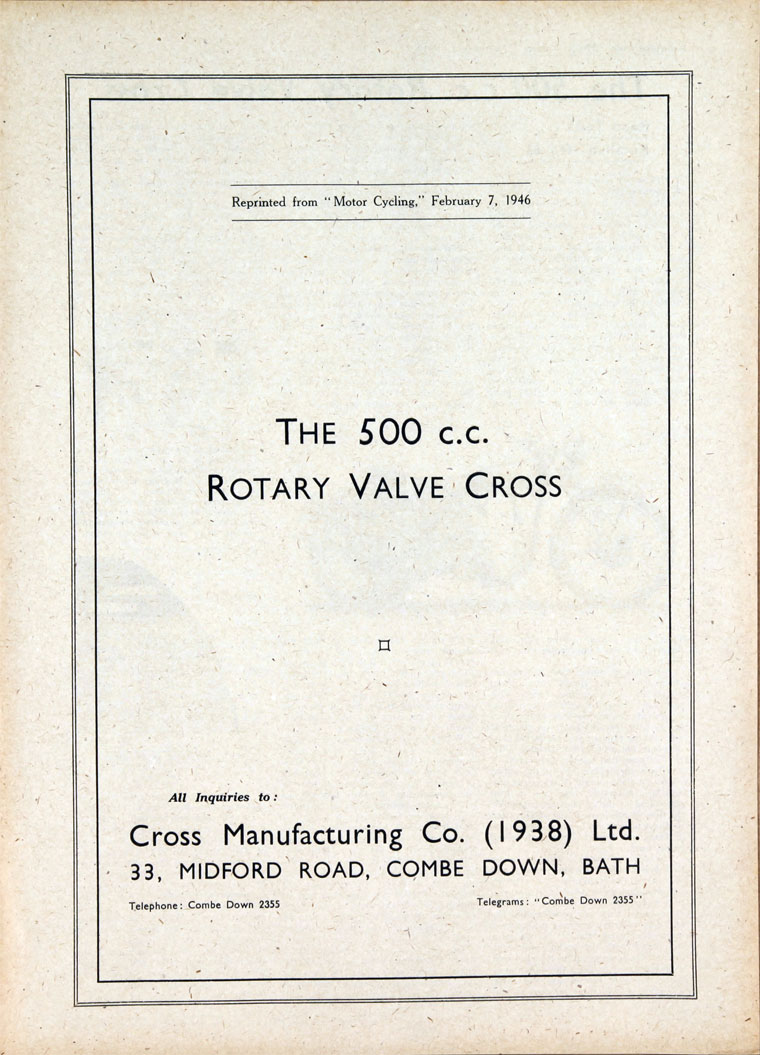 Reprinted from "Motor Cycling," February 7, 1946
THE 500 c.c.
ROTARY VALVE CROSS
All Inquiries to:
Cross Manufacturing Co. (1938) Ltd.
33, MIDFORD ROAD, COMBE DOWN, BATH
Telephone: Combe Down 2355
Telegrams: "Combe Down 2355"